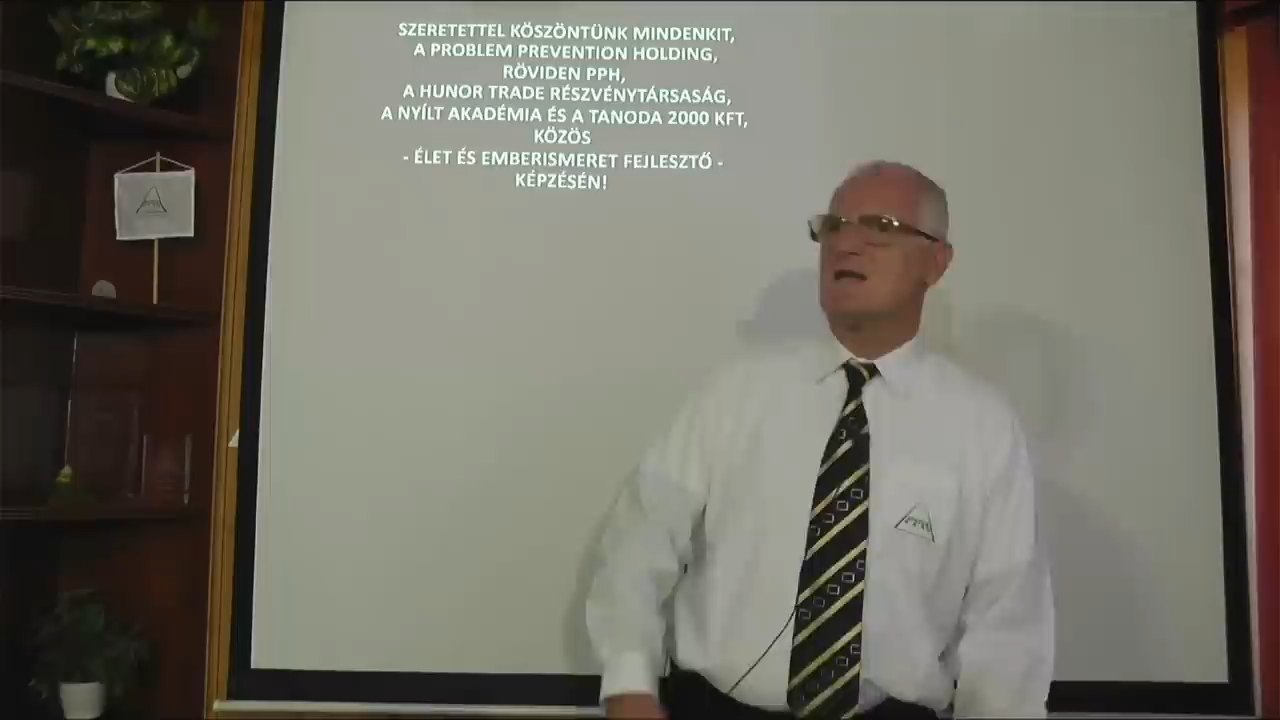 SZERETETTEL KÖSZÖNTÜNK MINDENKIT,
A PROBLEM PREVENTION HOLDING,
RÖVIDEN PPH,
A HUNOR TRADE RÉSZVÉNYTÁRSASÁG,
A NYÍLT AKADÉMIA ÉS A TANODA 2000 KFT,
KÖZÖS
- ÉLET ÉS EMBERISMERET FEJLESZTŐ -
KÉPZÉSÉN!